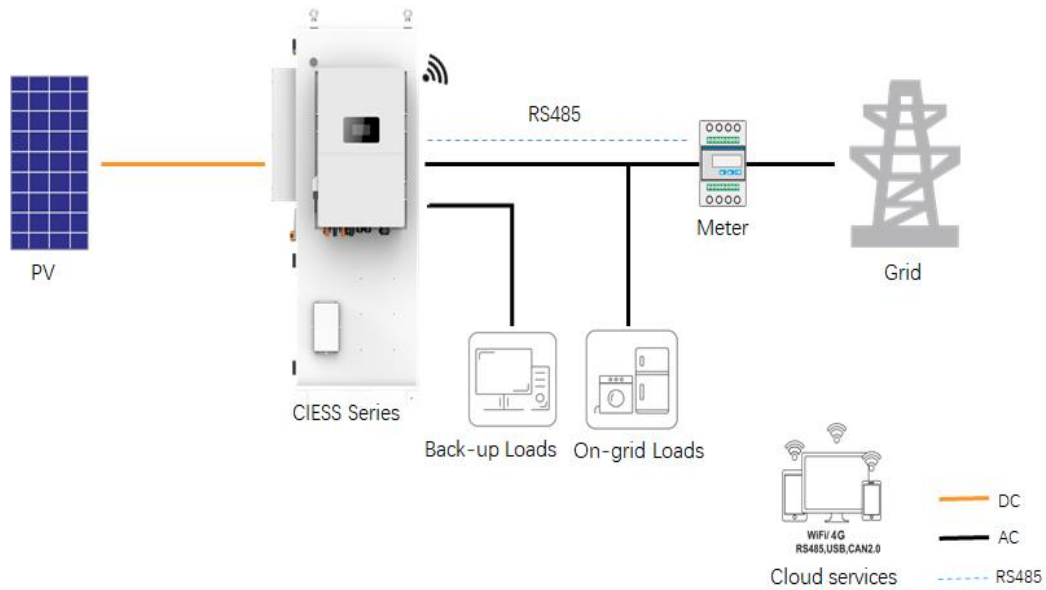 RS485
Meter
PV
Grid
CIESS Series
Back-up Loads
On-grid Loads
WiFi/ 4G
RS485,USB,CAN2.0
Cloud services
DC
AC
RS485